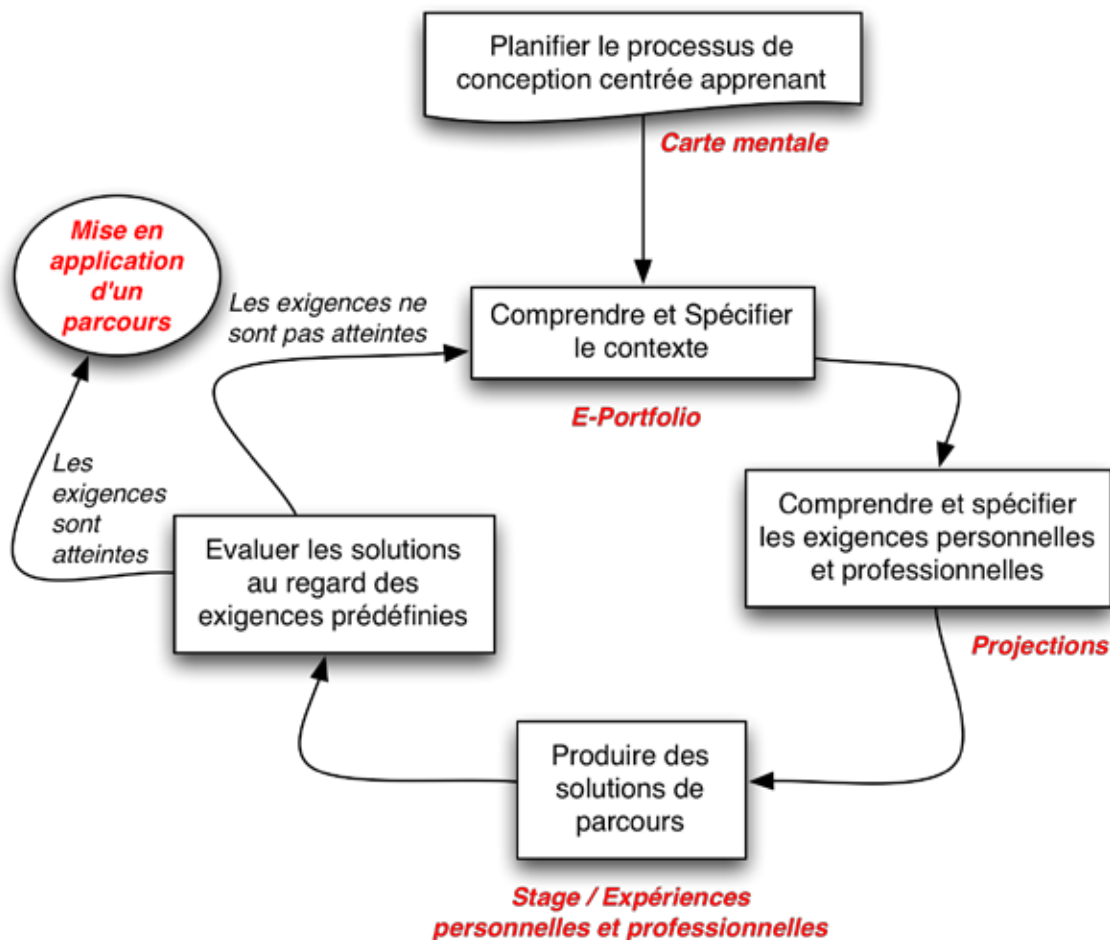 Planifier le processus de
conception centrée apprenant
Carte mentale
Mise en
application
d'un
parcours
Les exigences ne
sont pas atteintes
Comprendre et Spécifier
le contexte
E-Portfolio
Les
exigences
sont
atteintes
Comprendre et spécifier
les exigences personnelles
et professionnelles
Projections
Evaluer les solutions
au regard des
exigences prédéfinies
Produire des
solutions de
parcours
Stage / Expériences
personnelles et professionnelles